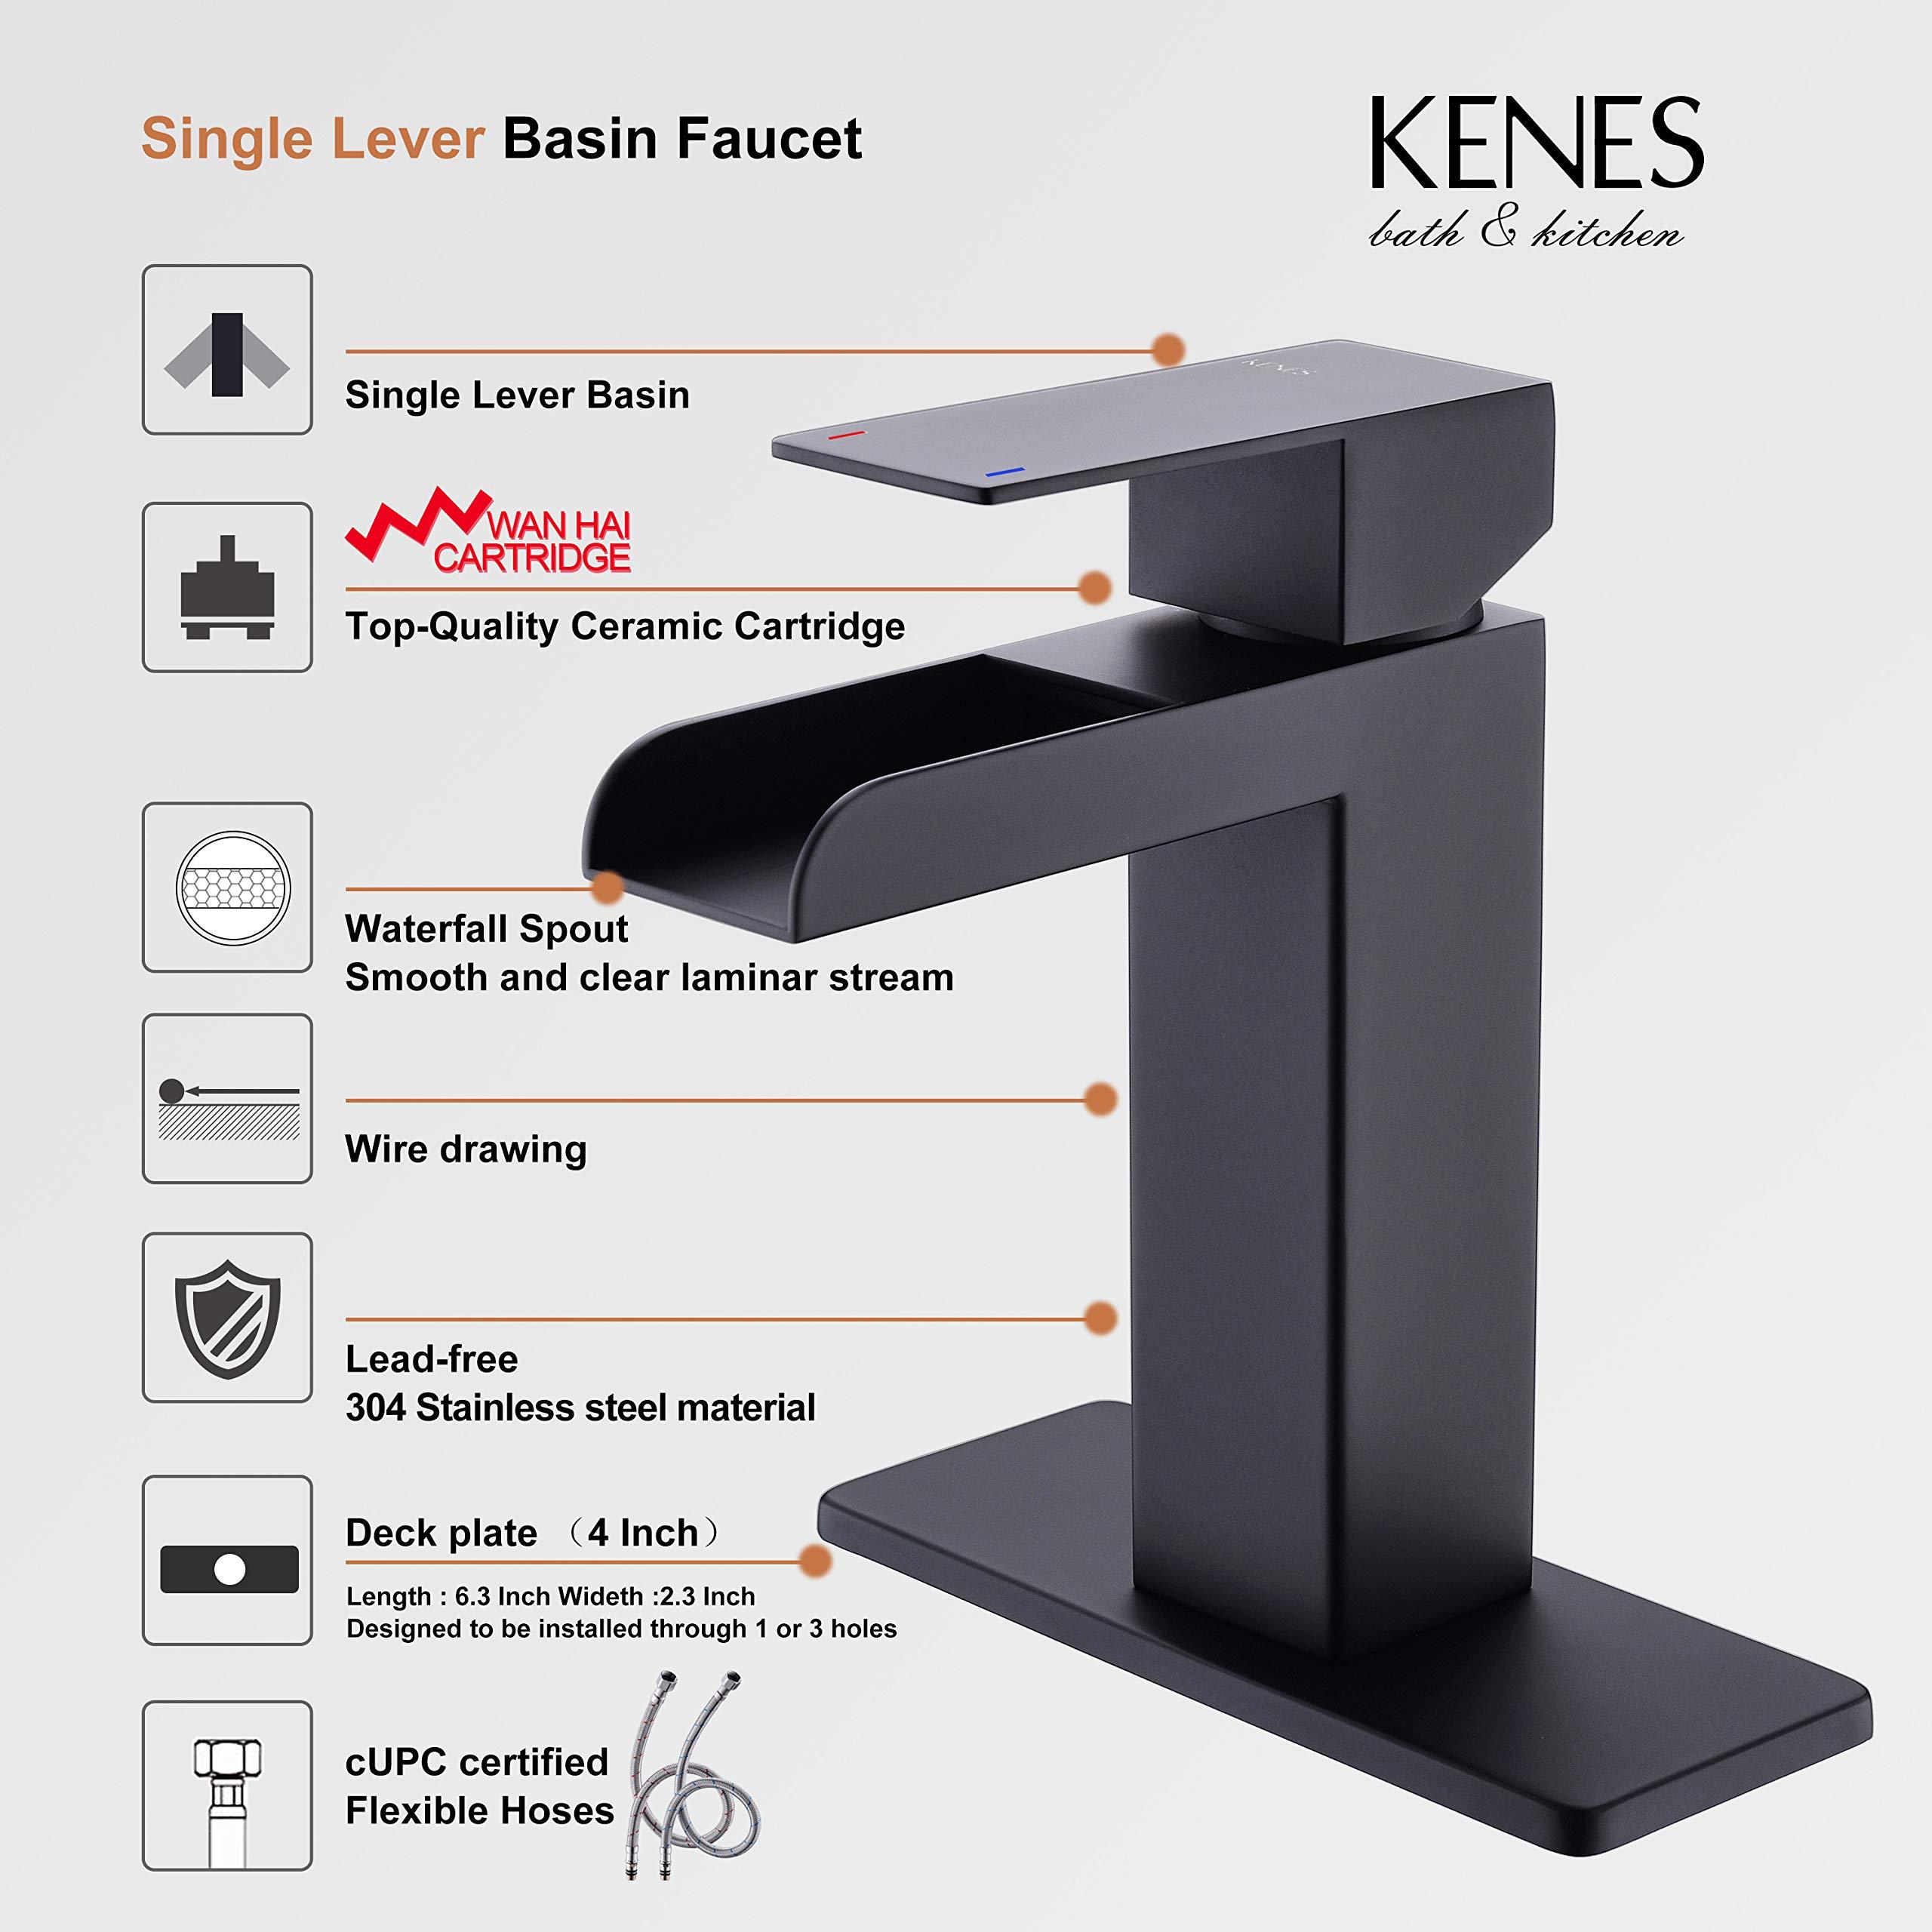 Single Lever Basin Faucet
KENES
bath & kitchen
Single Lever Basin
KENES
WAN HAI
CARTRIDGE
Top-Quality Ceramic Cartridge
Waterfall Spout
Smooth and clear laminar stream
Wire drawing
Lead-free
304 Stainless steel material
Deck plate （4 Inch）
Length : 6.3 Inch Wideth :2.3 Inch
Designed to be installed through 1 or 3 holes
cUPC certified
Flexible Hoses